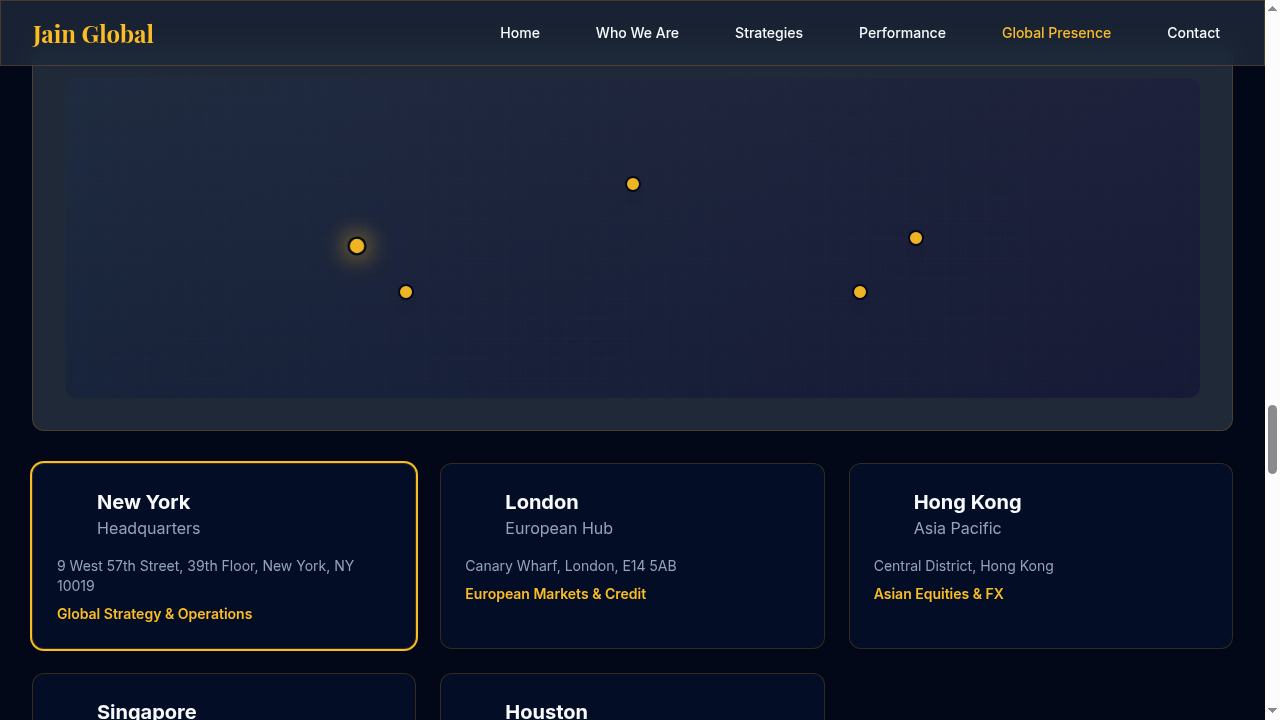 Jain Global
Home
Who We Are
Strategies
Performance
Global Presence
Contact
New York
Headquarters
9 West 57th Street, 39th Floor, New York, NY
10019
Global Strategy & Operations
London
European Hub
Canary Wharf, London, E14 5AB
European Markets & Credit
Hong Kong
Asia Pacific
Central District, Hong Kong
Asian Equities & FX
Singapore
Houston